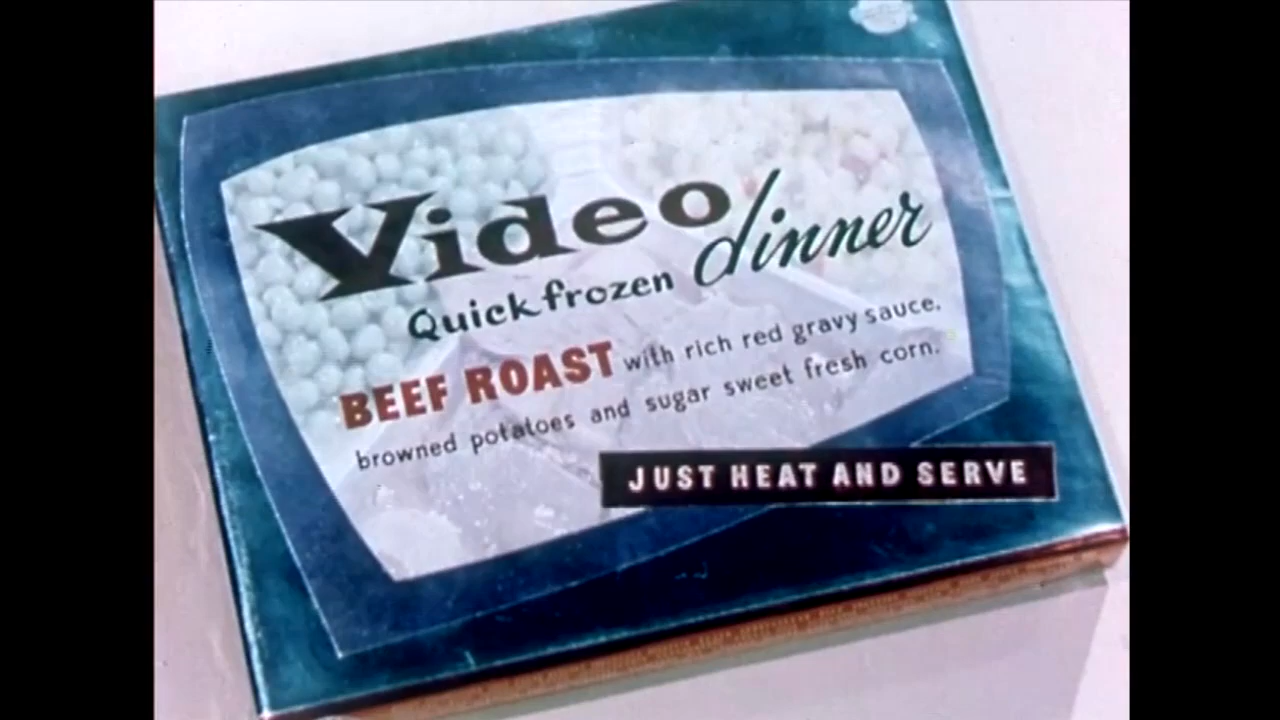 Video dinner
Quick frozen
BEEF ROAST with rich red gravy sauce.
browned potatoes and sugar sweet fresh corn.
JUST HEAT AND SERVE